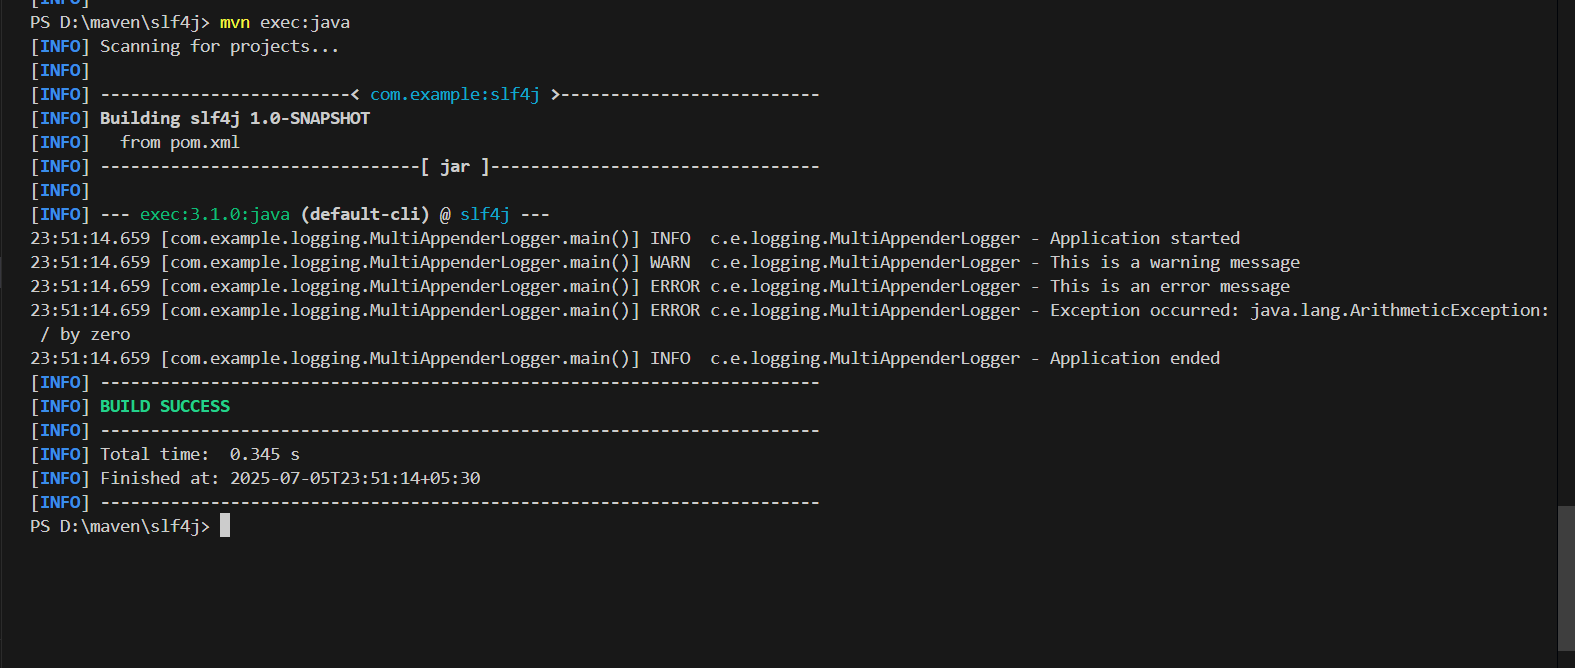 [INFO]
PS D:\maven\slf4j> mvn exec:java
[INFO] Scanning for projects...
[INFO]
[INFO] -------------------------< com.example:slf4j >--------------------------
[INFO] Building slf4j 1.0-SNAPSHOT
[INFO]   from pom.xml
[INFO] --------------------------------[ jar ]---------------------------------
[INFO]
[INFO] --- exec:3.1.0:java (default-cli) @ slf4j ---
23:51:14.659 [com.example.logging.MultiAppenderLogger.main()] INFO  c.e.logging.MultiAppenderLogger - Application started
23:51:14.659 [com.example.logging.MultiAppenderLogger.main()] WARN  c.e.logging.MultiAppenderLogger - This is a warning message
23:51:14.659 [com.example.logging.MultiAppenderLogger.main()] ERROR c.e.logging.MultiAppenderLogger - This is an error message
23:51:14.659 [com.example.logging.MultiAppenderLogger.main()] ERROR c.e.logging.MultiAppenderLogger - Exception occurred: java.lang.ArithmeticException:
 / by zero
23:51:14.659 [com.example.logging.MultiAppenderLogger.main()] INFO  c.e.logging.MultiAppenderLogger - Application ended
[INFO] ------------------------------------------------------------------------
[INFO] BUILD SUCCESS
[INFO] ------------------------------------------------------------------------
[INFO] Total time:  0.345 s
[INFO] Finished at: 2025-07-05T23:51:14+05:30
[INFO] ------------------------------------------------------------------------
PS D:\maven\slf4j>